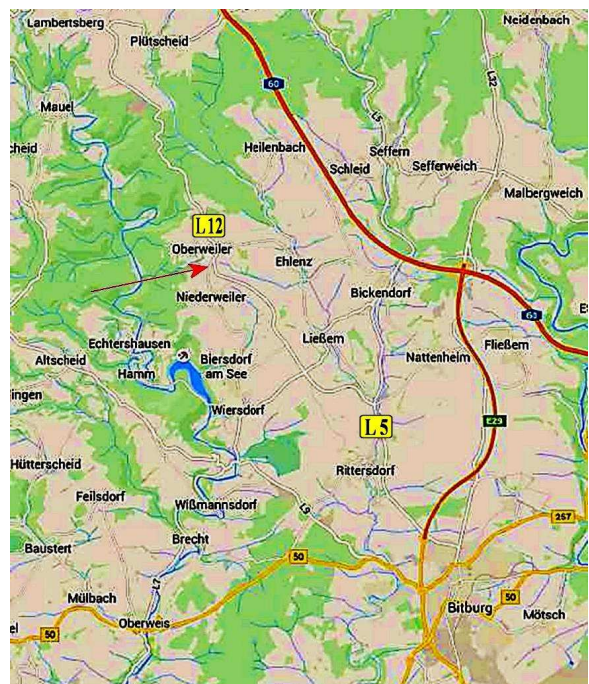 Lambertsberg
Neidenbach
Plütscheid
60
L32
Mauel
L5
cheid
Heilenbach
Seffern
Schleid
Sefferweich
Malbergweich
L12
Oberweiler
Ehlenz
Niederweiler
Bickendorf
60
Echtershausen
Ließem
Fließem
Altscheid
Biersdorf
am See
Nattenheim
Hamm
ingen
Wiersdorf
L 5
E29
Hütterscheid
Rittersdorf
Feilsdorf
Wißmannsdorf
L9
257
Brecht
Baustert
50
L7
Mülbach
Bitburg
50
Mötsch
Oberweis
el
50